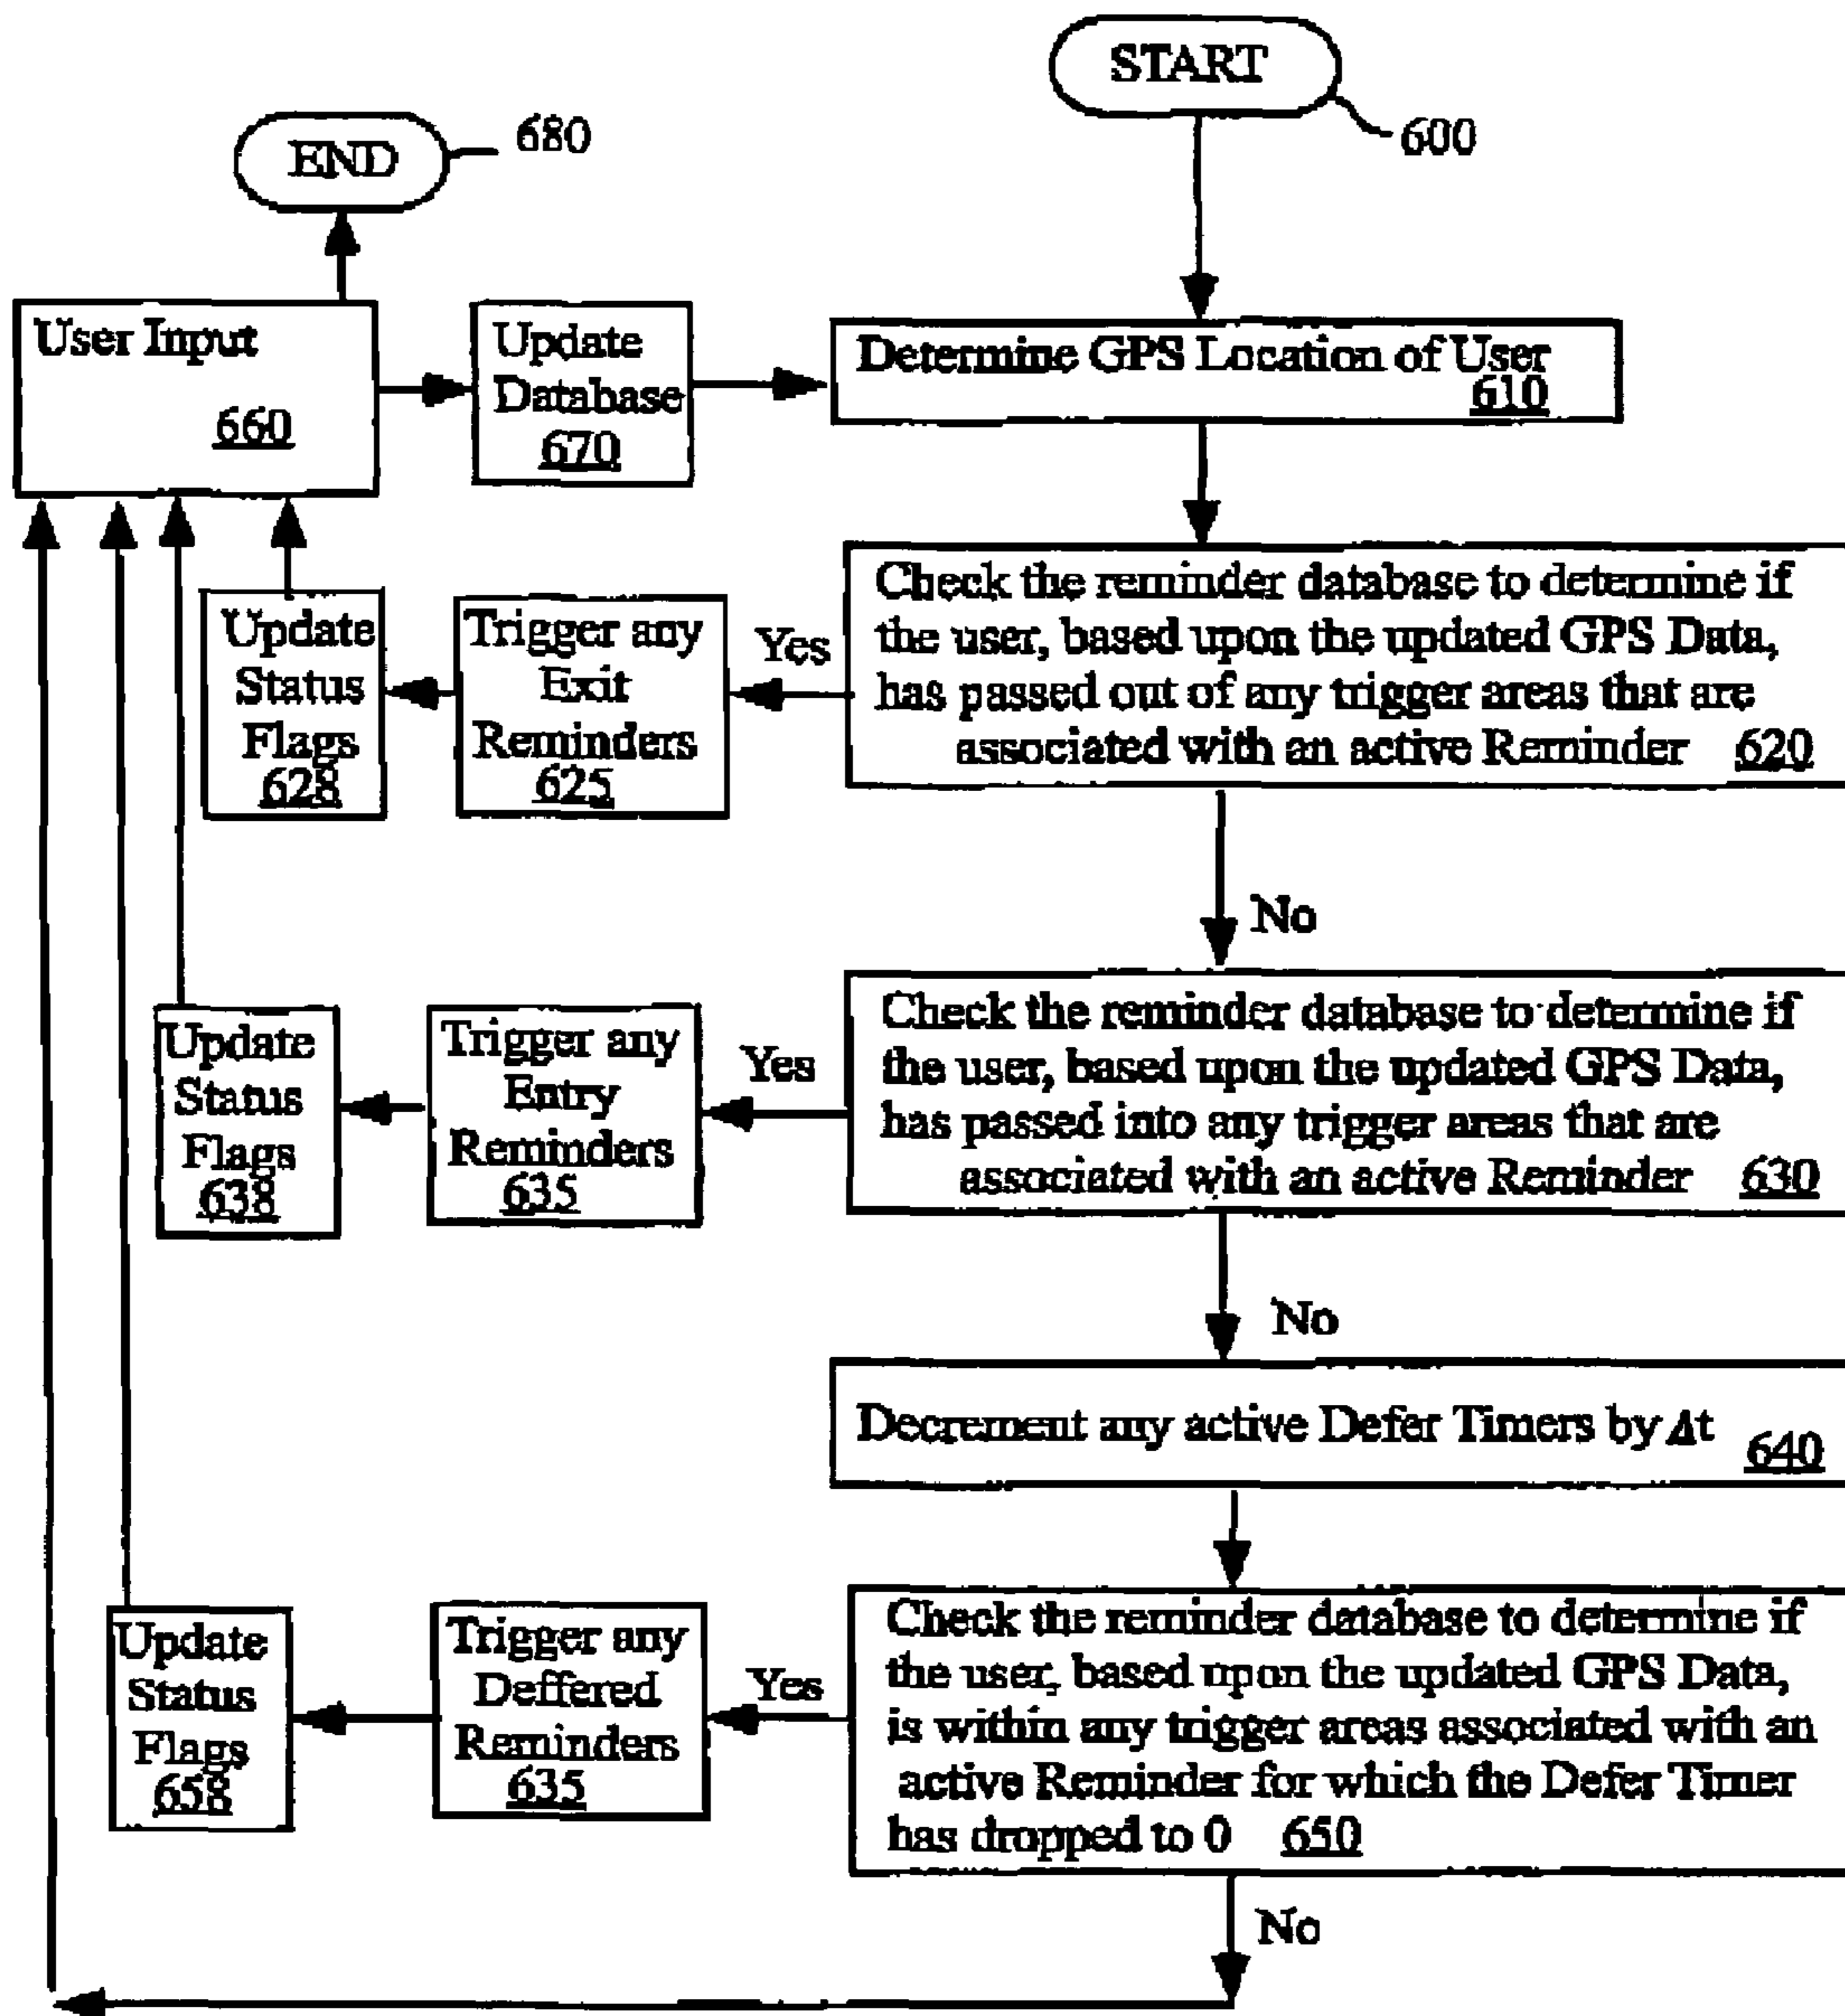 START
600
END
680
User Input
660
Update
Database
670
Determine GPS Location of User
610
Check the reminder database to determine if
the user, based upon the updated GPS Data,
has passed out of any trigger areas that are
associated with an active Reminder 620
Yes
Trigger any
Exit
Reminders
625
Update
Status
Flags
628
No
Check the reminder database to determine if
the user, based upon the updated GPS Data,
has passed into any trigger areas that are
associated with an active Reminder 630
Yes
Trigger any
Entry
Reminders
635
Update
Status
Flags
638
No
Decrement any active Defer Timers by Δt
640
Check the reminder database to determine if
the user, based upon the updated GPS Data,
is within any trigger areas associated with an
active Reminder for which the Defer Timer
has dropped to 0 650
Yes
Trigger any
Deffered
Reminders
635
Update
Status
Flags
658
No